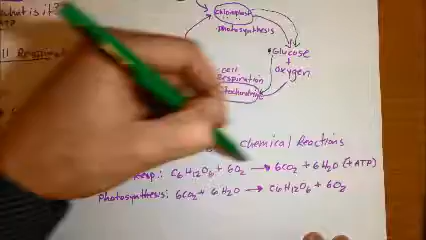 what is it?
chloroplast
photosynthesis
Glucose
+
oxygen
cell
respiration
Chemical Reactions
Resp.: C6H12O6 + 6O2 → 6CO2 + 6H2O (+ATP)
Photosynthesis: 6CO2 + 6H2O → C6H12O6 + 6O2